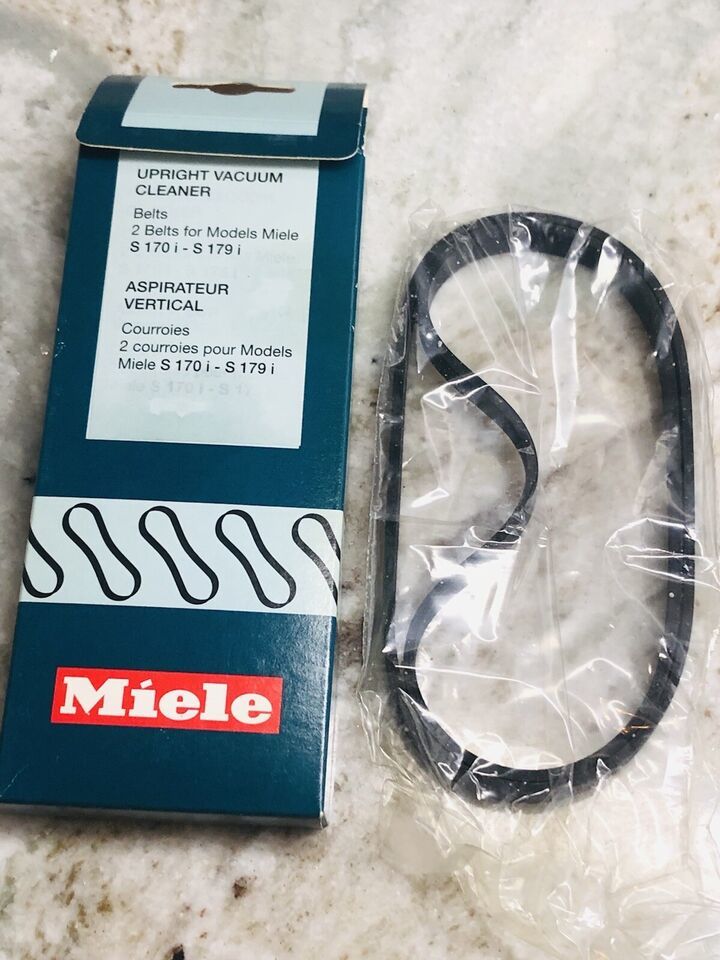 UPRIGHT VACUUM
CLEANER
Belts
2 Belts for Models Miele
S 170 i - S 179 i
ASPIRATEUR
VERTICAL
Courroies
2 courroies pour Models
Miele S 170 i - S 179 i
Miele